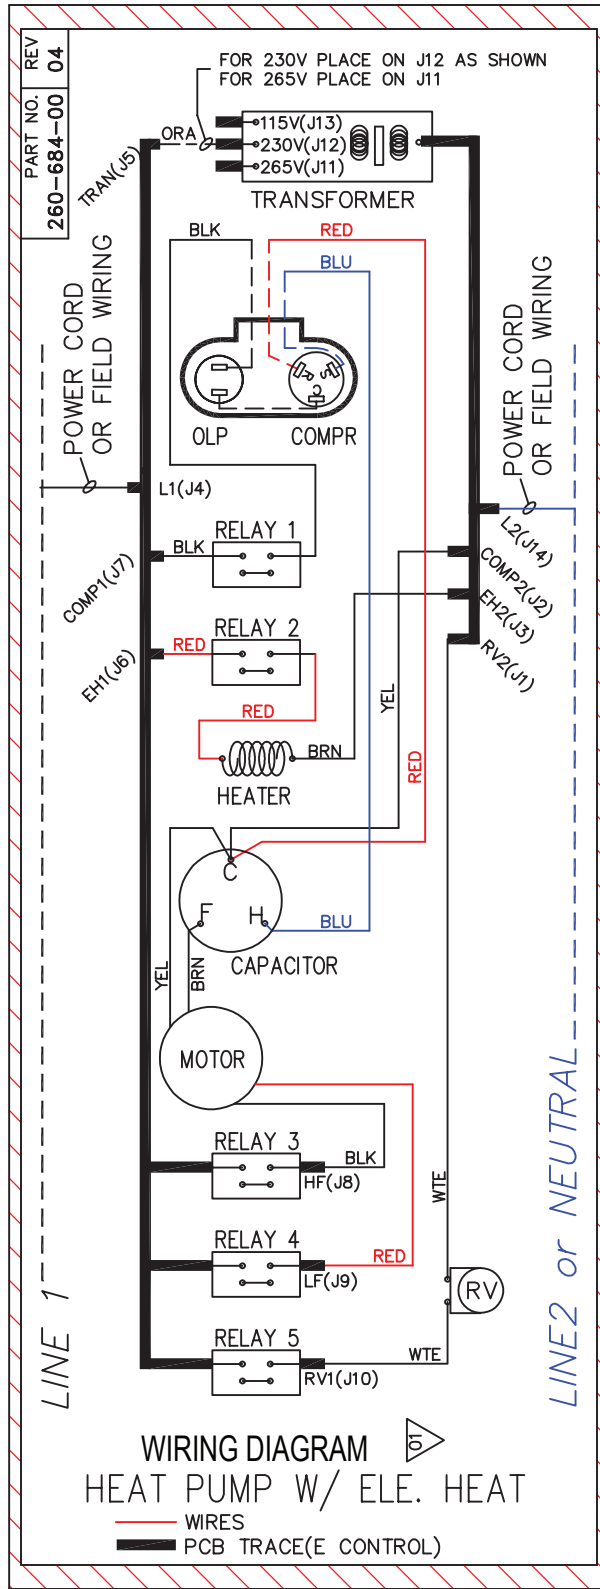 REV 04
PART NO. 260-684-00
FOR 230V PLACE ON J12 AS SHOWN
FOR 265V PLACE ON J11
ORA
TRAN(J5)
115V(J13)
230V(J12)
265V(J11)
TRANSFORMER
BLK
RED
BLU
POWER CORD
OR FIELD WIRING
R
S
C
OLP
COMPR
POWER CORD
OR FIELD WIRING
L1(J4)
L2(J14)
RELAY 1
BLK
COMP1(J7)
COMP2(J2)
EH2(J3)
RV2(J1)
RELAY 2
RED
EH1(J6)
RED
YEL
BRN
RED
HEATER
C
F
H
BLU
CAPACITOR
YEL
BRN
MOTOR
RELAY 3
BLK
HF(J8)
WTE
RELAY 4
RED
LF(J9)
RV
RELAY 5
WTE
RV1(J10)
LINE 1
LINE2 or NEUTRAL
WIRING DIAGRAM
01
HEAT PUMP W/ ELE. HEAT
WIRES
PCB TRACE(E CONTROL)